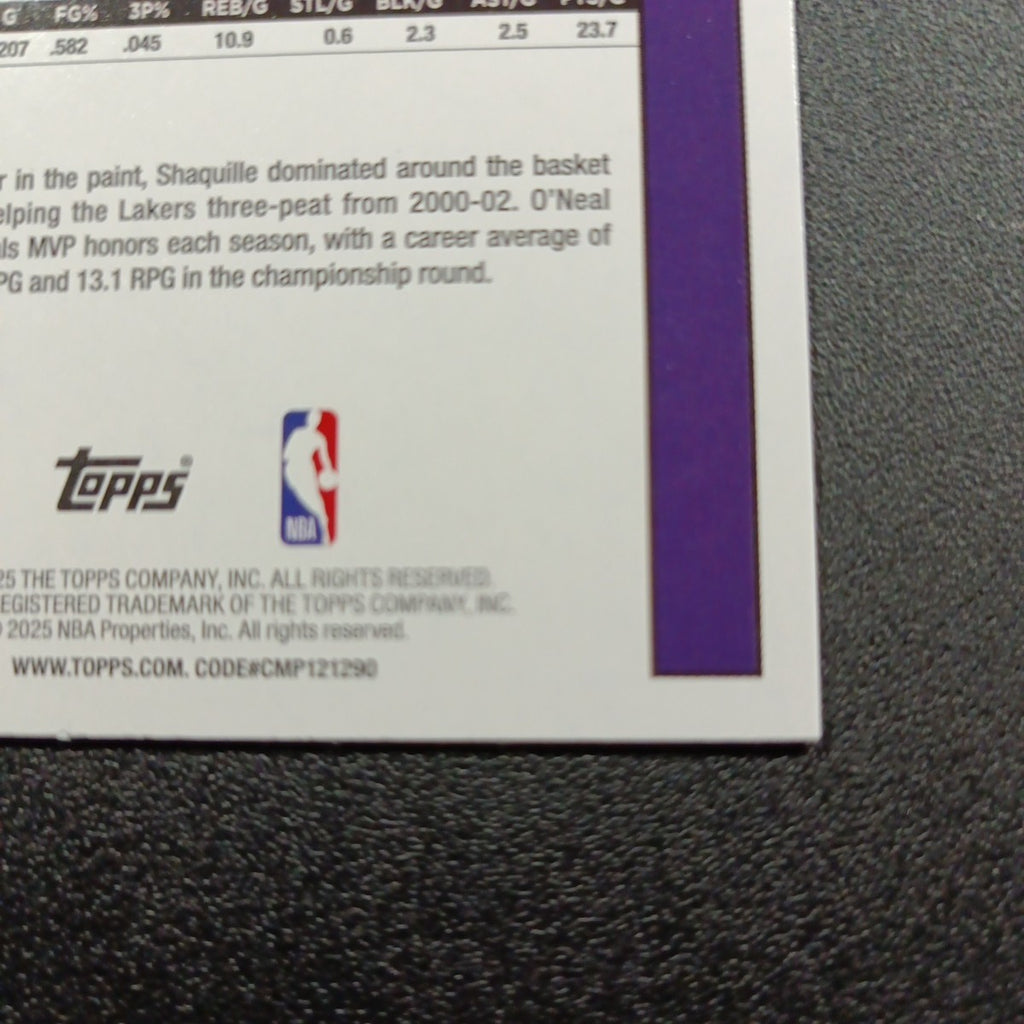 G FG% 3P% REB/G STL/G BLK/G AST/G PTS/G
207 .582 .045 10.9 0.6 2.3 2.5 23.7
r in the paint, Shaquille dominated around the basket
elping the Lakers three-peat from 2000-02. O'Neal
ls MVP honors each season, with a career average of
PG and 13.1 RPG in the championship round.
TOPPS®
NBA
25 THE TOPPS COMPANY, INC. ALL RIGHTS RESERVED.
EGISTERED TRADEMARK OF THE TOPPS COMPANY, INC.
© 2025 NBA Properties, Inc. All rights reserved.
WWW.TOPPS.COM. CODE#CMP121290